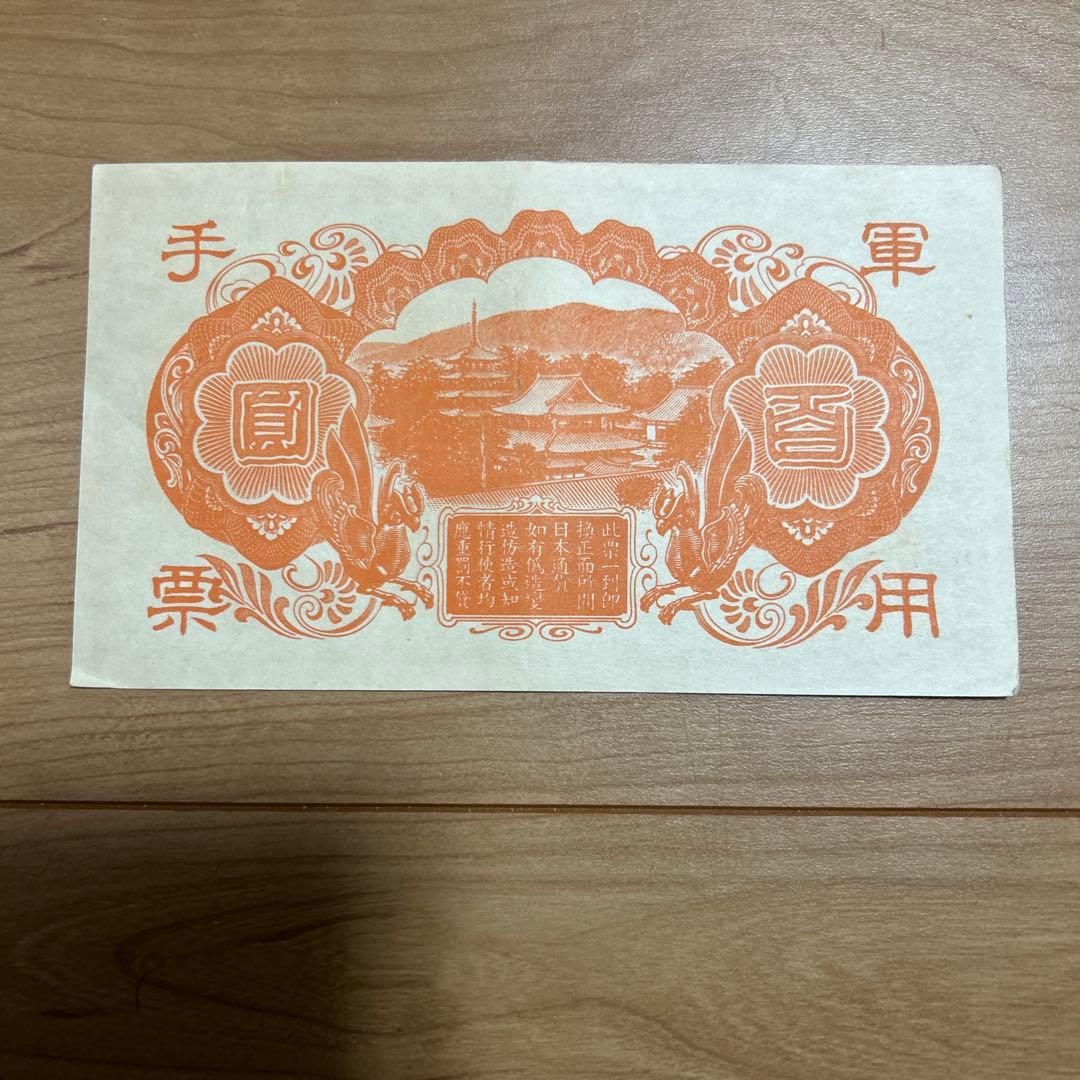 軍用
手票
百
圓
此票一到即
換正面所開
日本通貨
如有偽造變
造仿造或知
情行使者均
應重罰不貸